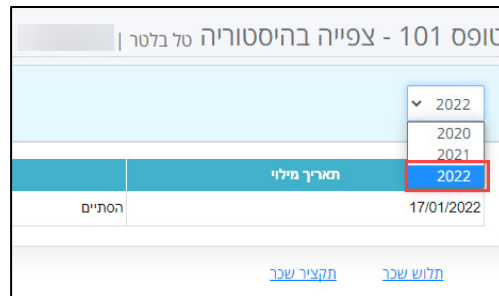 טופס 101 - צפייה בהיסטוריה טל בלטר |
2022
2020
2021
2022
תאריך מילוי
17/01/2022 הסתיים
תלוש שכר תקציר שכר